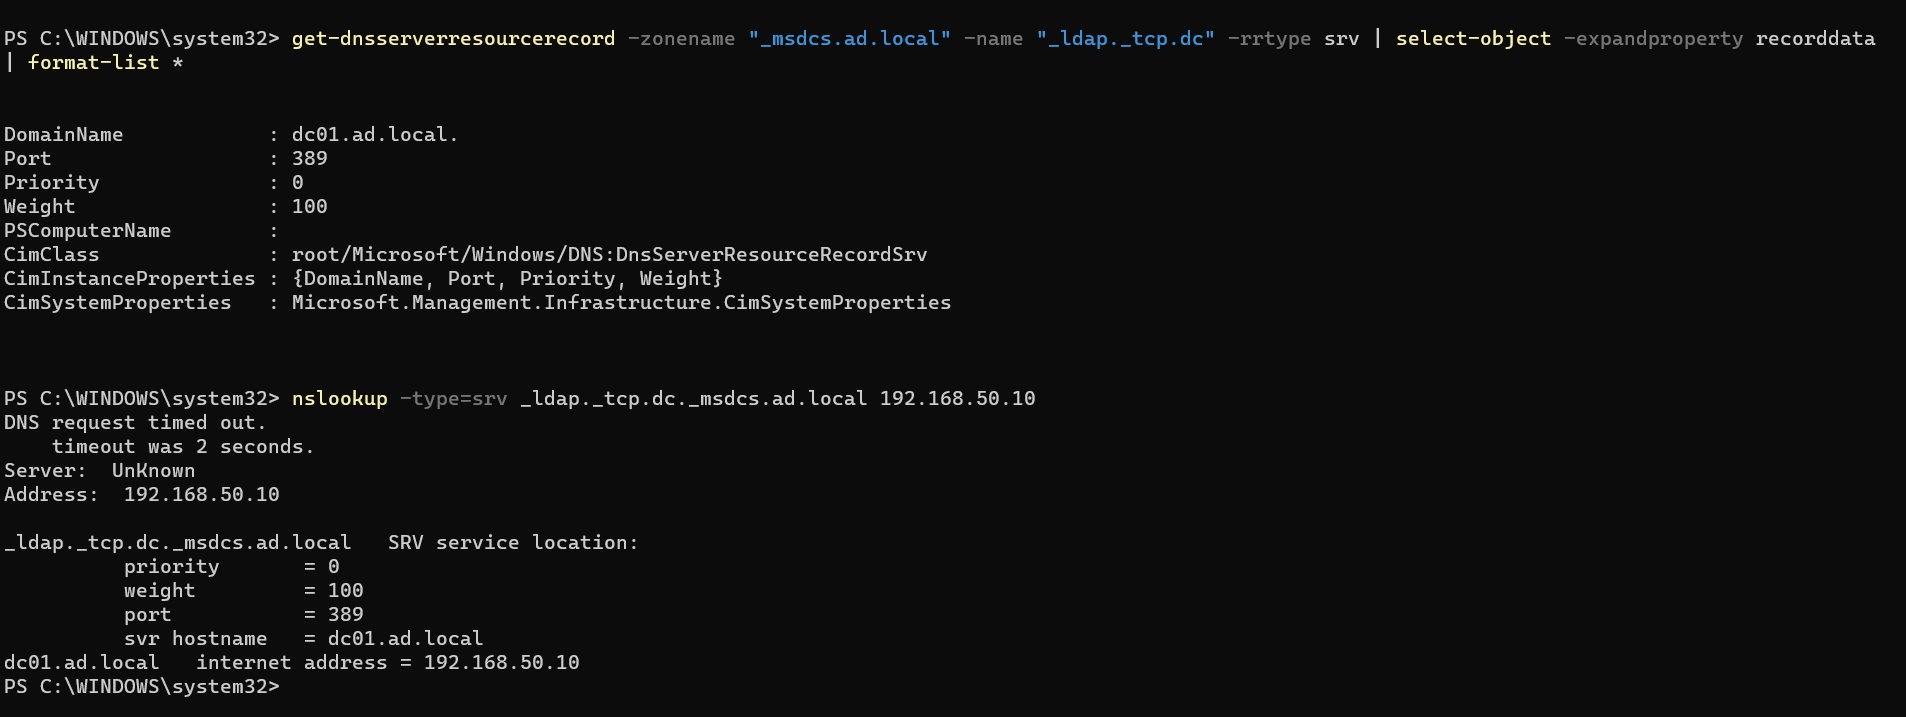 PS C:\WINDOWS\system32> get-dnsserverresourcerecord -zonename "_msdcs.ad.local" -name "_ldap._tcp.dc" -rrtype srv | select-object -expandproperty recorddata
| format-list *
DomainName            : dc01.ad.local.
Port                  : 389
Priority              : 0
Weight                : 100
PSComputerName        :
CimClass              : root/Microsoft/Windows/DNS:DnsServerResourceRecordSrv
CimInstanceProperties : {DomainName, Port, Priority, Weight}
CimSystemProperties   : Microsoft.Management.Infrastructure.CimSystemProperties
PS C:\WINDOWS\system32> nslookup -type=srv _ldap._tcp.dc._msdcs.ad.local 192.168.50.10
DNS request timed out.
    timeout was 2 seconds.
Server:  UnKnown
Address:  192.168.50.10
_ldap._tcp.dc._msdcs.ad.local   SRV service location:
          priority       = 0
          weight         = 100
          port           = 389
          svr hostname   = dc01.ad.local
dc01.ad.local   internet address = 192.168.50.10
PS C:\WINDOWS\system32>